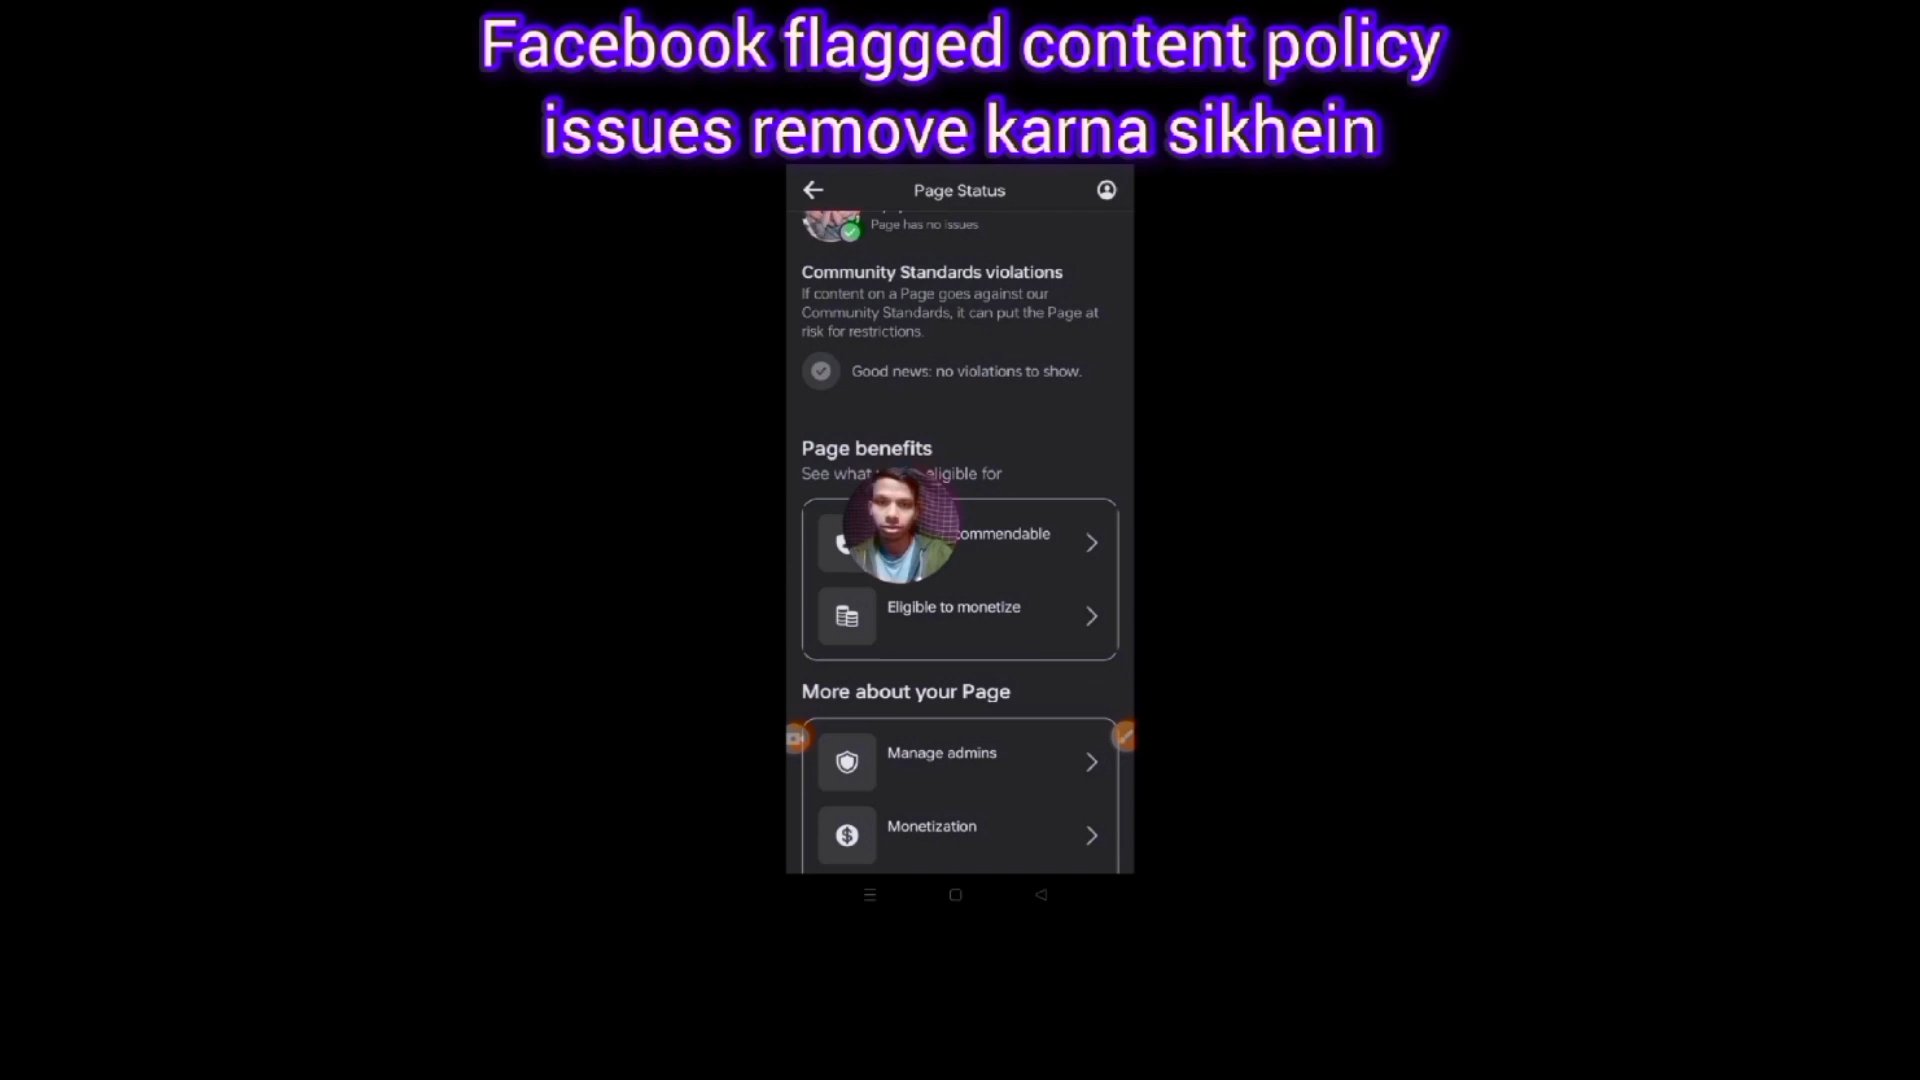 Facebook flagged content policy
issues remove karna sikhein
Page Status
Page has no issues
Community Standards violations
If content on a Page goes against our
Community Standards, it can put the Page at
risk for restrictions.
Good news: no violations to show.
Page benefits
See what eligible for
commendable
Eligible to monetize
More about your Page
Manage admins
Monetization